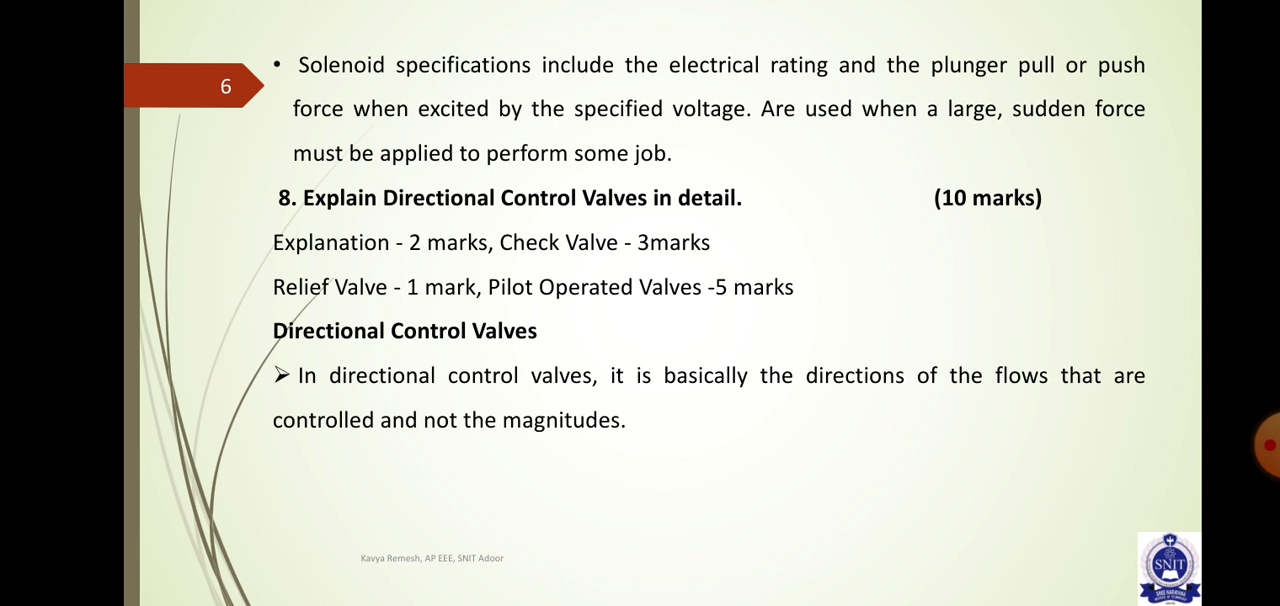 6
• Solenoid specifications include the electrical rating and the plunger pull or push
force when excited by the specified voltage. Are used when a large, sudden force
must be applied to perform some job.
8. Explain Directional Control Valves in detail. (10 marks)
Explanation - 2 marks, Check Valve - 3marks
Relief Valve - 1 mark, Pilot Operated Valves -5 marks
Directional Control Valves
➢ In directional control valves, it is basically the directions of the flows that are
controlled and not the magnitudes.
Kavya Remesh, AP EEE, SNIT Adoor
SNIT